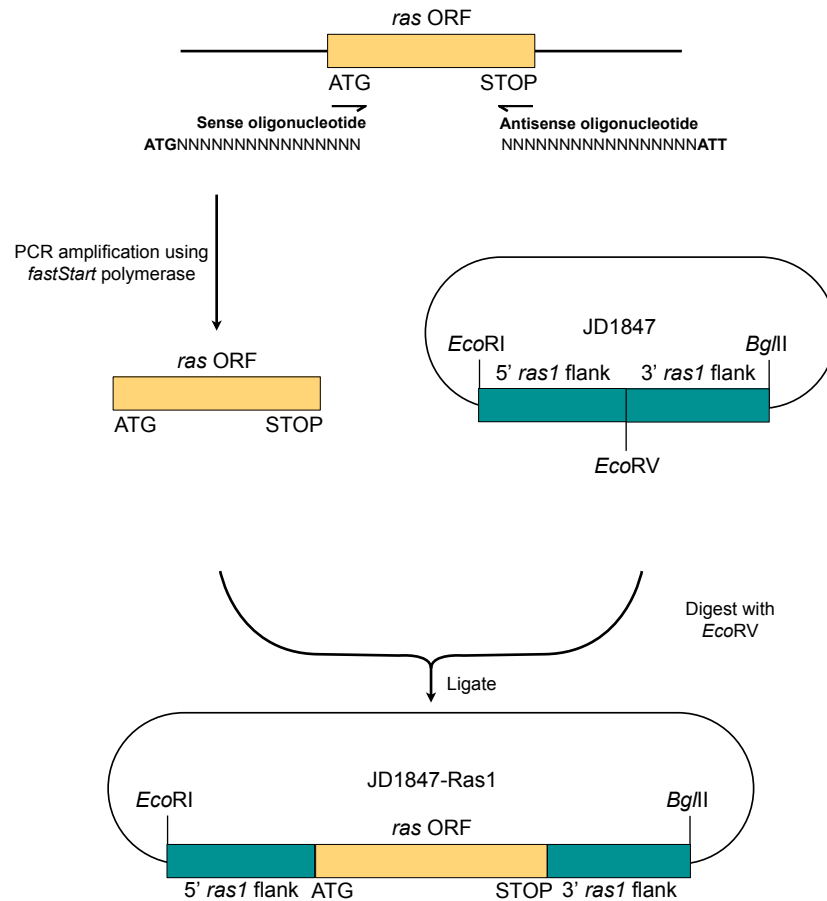 ras ORF
ATG STOP
Sense oligonucleotide
ATGNNNNNNNNNNNNNNNN
Antisense oligonucleotide
NNNNNNNNNNNNNNNNNATT
PCR amplification using
fastStart polymerase
ras ORF
ATG STOP
JD1847
EcoRI
BglII
5' ras1 flank 3' ras1 flank
EcoRV
Digest with
EcoRV
Ligate
JD1847-Ras1
EcoRI
BglII
ras ORF
5' ras1 flank ATG STOP 3' ras1 flank